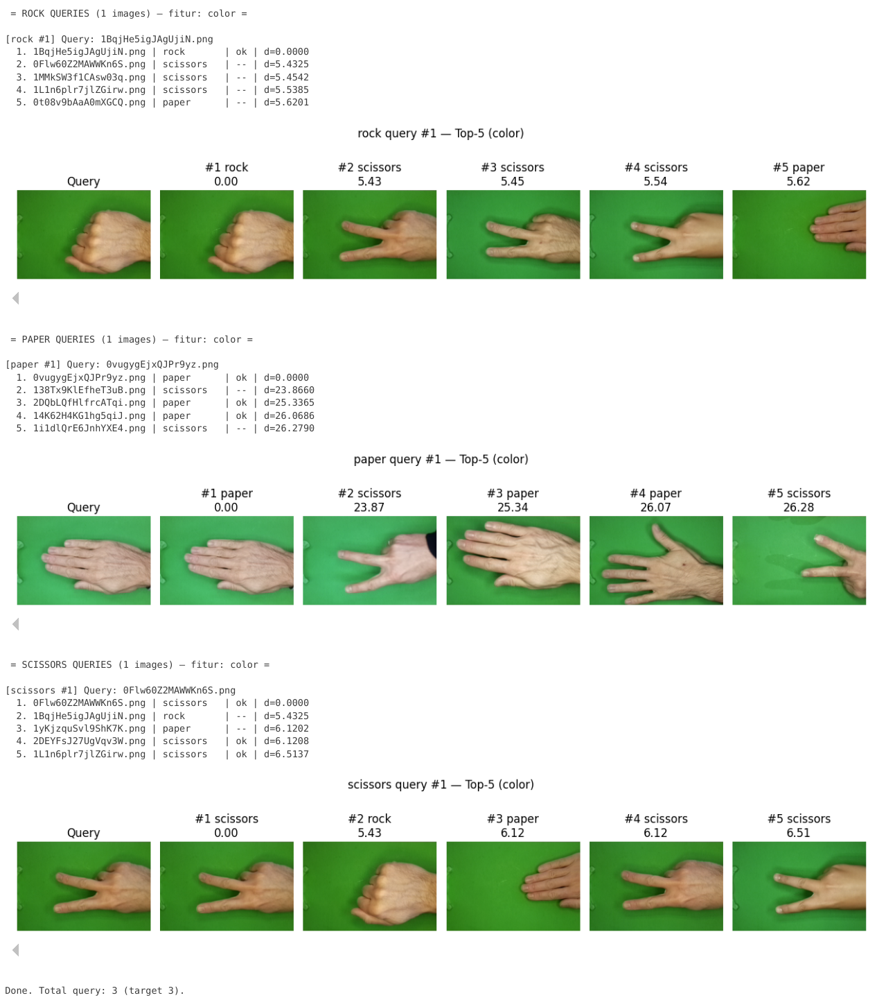 = ROCK QUERIES (1 images) — fitur: color =
[rock #1] Query: 1BqjHe5igJAgUjiN.png
1. 1BqjHe5igJAgUjiN.png | rock | ok | d=0.0000
2. 0Flw60Z2MAWWKn6S.png | scissors | -- | d=5.4325
3. 1MMkSW3f1CAsw03q.png | scissors | -- | d=5.4542
4. 1L1n6plr7jlZGirw.png | scissors | -- | d=5.5385
5. 0t08v9bAaA0mXGCQ.png | paper | -- | d=5.6201
rock query #1 — Top-5 (color)
Query
#1 rock
0.00
#2 scissors
5.43
#3 scissors
5.45
#4 scissors
5.54
#5 paper
5.62
= PAPER QUERIES (1 images) — fitur: color =
[paper #1] Query: 0vugygEjxQJPr9yz.png
1. 0vugygEjxQJPr9yz.png | paper | ok | d=0.0000
2. 138Tx9KlEfheT3uB.png | scissors | -- | d=23.8660
3. 2DQbLQfHlfrcATqi.png | paper | ok | d=25.3365
4. 14K62H4KG1hg5qiJ.png | paper | ok | d=26.0686
5. 1i1dlQrE6JnhYXE4.png | scissors | -- | d=26.2790
paper query #1 — Top-5 (color)
Query
#1 paper
0.00
#2 scissors
23.87
#3 paper
25.34
#4 paper
26.07
#5 scissors
26.28
= SCISSORS QUERIES (1 images) — fitur: color =
[scissors #1] Query: 0Flw60Z2MAWWKn6S.png
1. 0Flw60Z2MAWWKn6S.png | scissors | ok | d=0.0000
2. 1BqjHe5igJAgUjiN.png | rock | -- | d=5.4325
3. 1yKjzquSvl9ShK7K.png | paper | -- | d=6.1202
4. 2DEYFsJ27UgVqv3W.png | scissors | ok | d=6.1208
5. 1L1n6plr7jlZGirw.png | scissors | ok | d=6.5137
scissors query #1 — Top-5 (color)
Query
#1 scissors
0.00
#2 rock
5.43
#3 paper
6.12
#4 scissors
6.12
#5 scissors
6.51
Done. Total query: 3 (target 3).